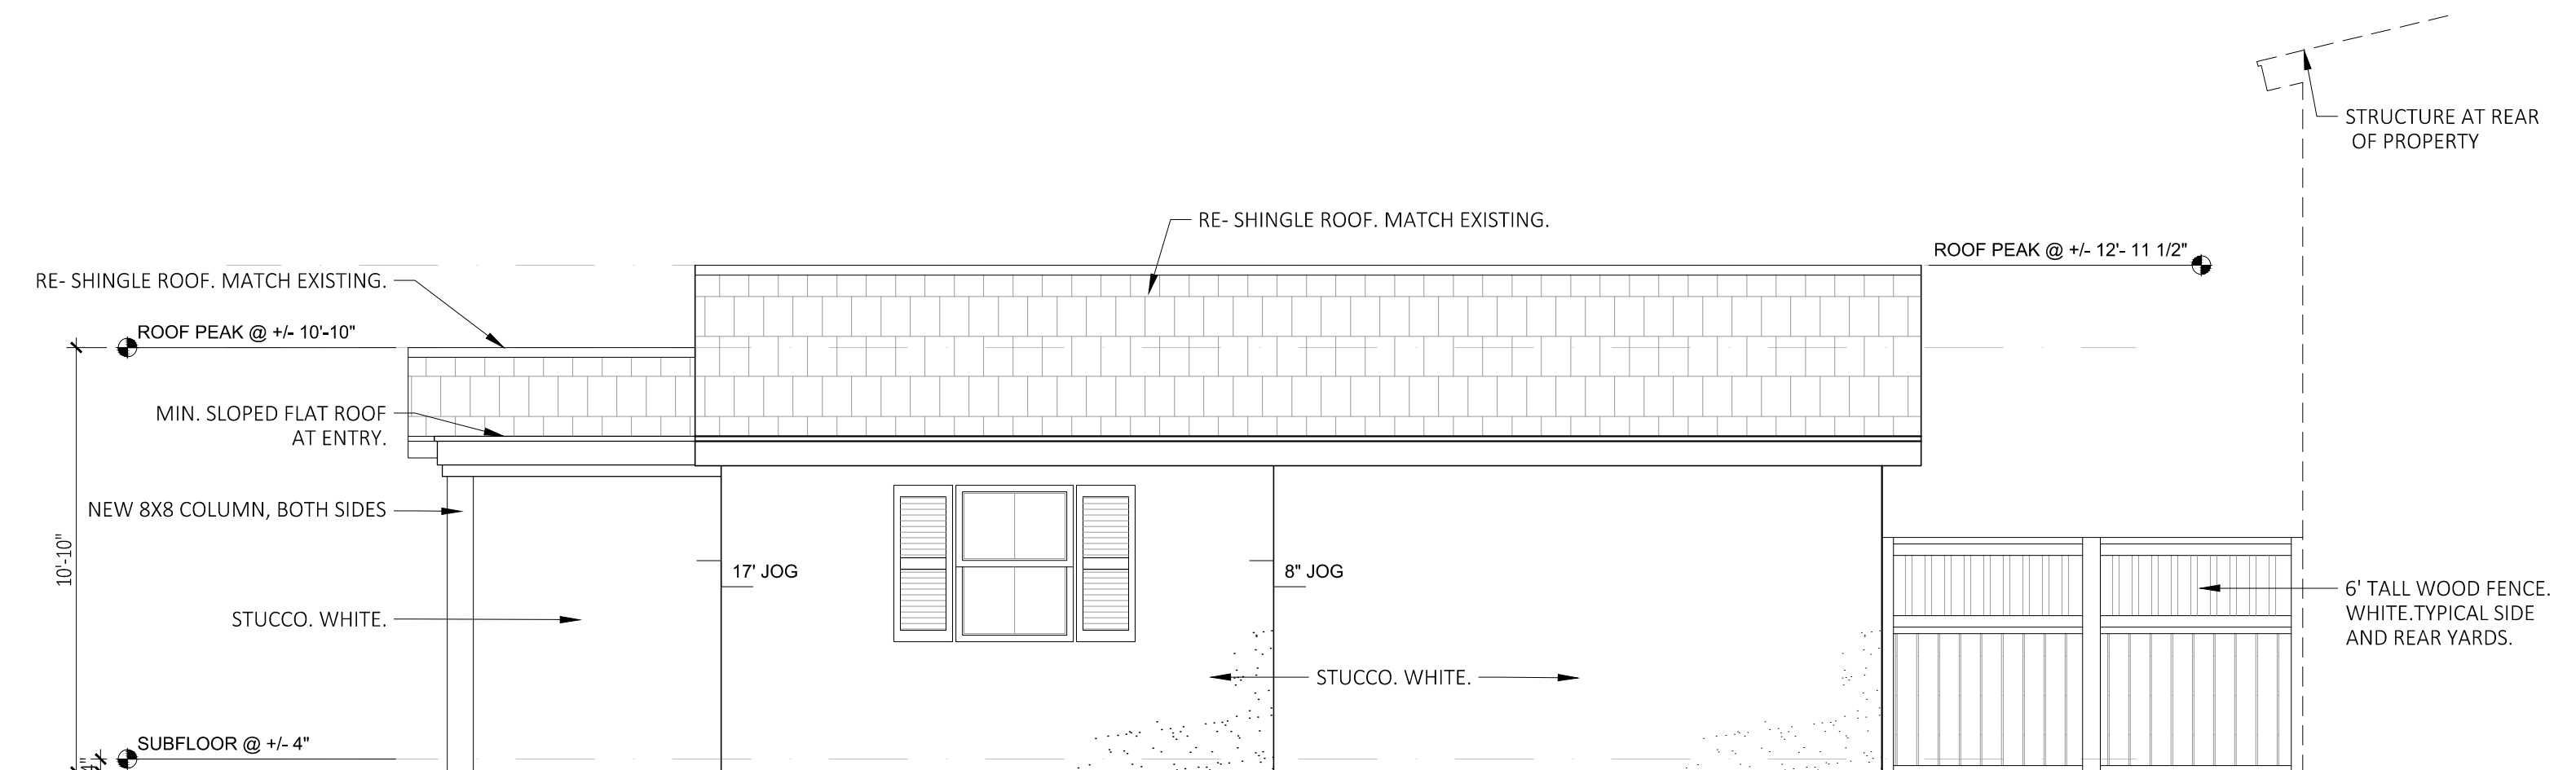 STRUCTURE AT REAR
OF PROPERTY
RE- SHINGLE ROOF. MATCH EXISTING.
ROOF PEAK @ +/- 12'- 11 1/2"
RE- SHINGLE ROOF. MATCH EXISTING.
ROOF PEAK @ +/- 10'-10"
MIN. SLOPED FLAT ROOF
AT ENTRY.
NEW 8X8 COLUMN, BOTH SIDES
10'-10"
17' JOG
8" JOG
6' TALL WOOD FENCE.
WHITE.TYPICAL SIDE
AND REAR YARDS.
STUCCO. WHITE.
STUCCO. WHITE.
SUBFLOOR @ +/- 4"